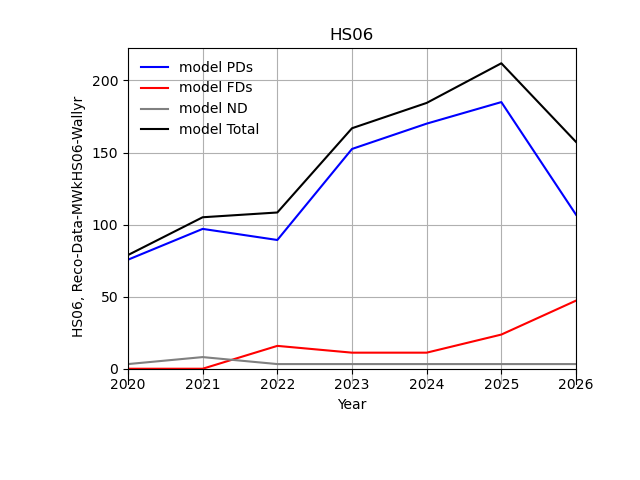 HS06
model PDs
model FDs
model ND
model Total
HS06, Reco-Data-MWkHS06-Wallyr
200
150
100
50
0
2020 2021 2022 2023 2024 2025 2026
Year